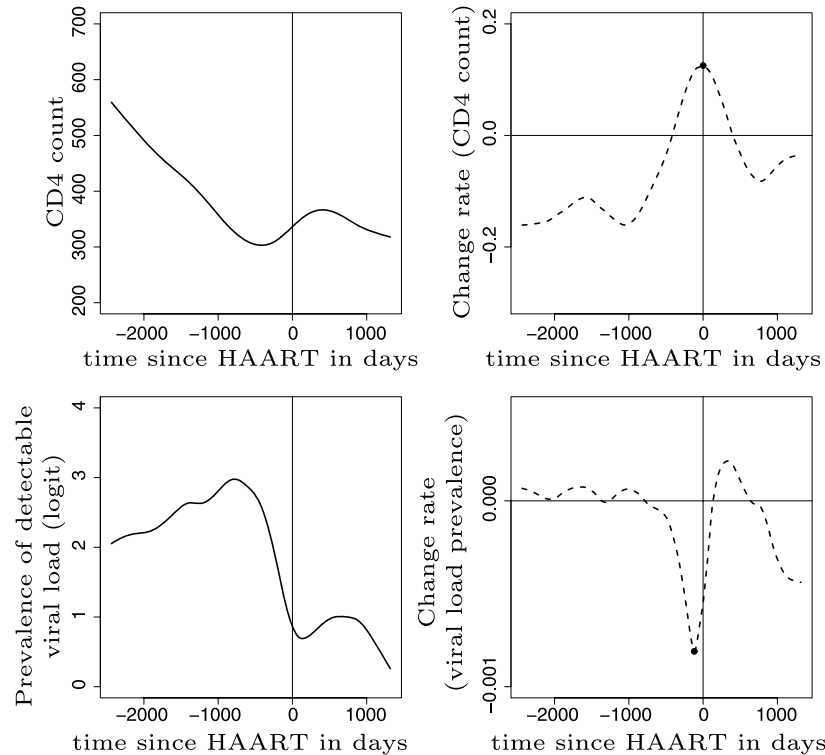 CD4 count
700
600
500
400
300
200
−2000 −1000 0 1000
time since HAART in days
Change rate (CD4 count)
0.2
0.0
−0.2
−2000 −1000 0 1000
time since HAART in days
Prevalence of detectable
viral load (logit)
4
3
2
1
0
−2000 −1000 0 1000
time since HAART in days
Change rate
(viral load prevalence)
0.000
−0.001
−2000 −1000 0 1000
time since HAART in days